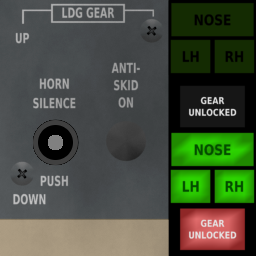 LDG GEAR
UP
HORN
SILENCE
ANTI-
SKID
ON
PUSH
DOWN
NOSE
LH RH
GEAR
UNLOCKED
NOSE
LH RH
GEAR
UNLOCKED